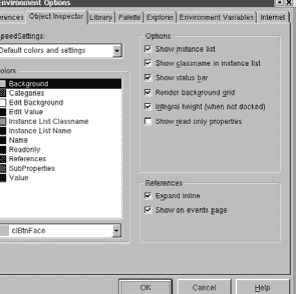 Environment Options
erences Object Inspector Library Palette Explorer Environment Variables Internet
peedSettings:
Default colors and settings
olors
Background
Categories
Edit Background
Edit Value
Instance List Classname
Instance List Name
Name
Readonly
References
SubProperties
Value
clBtnFace
Options
Show instance list
Show classname in instance list
Show status bar
Render background grid
Integral height (when not docked)
Show read only properties
References
Expand inline
Show on events page
OK Cancel Help